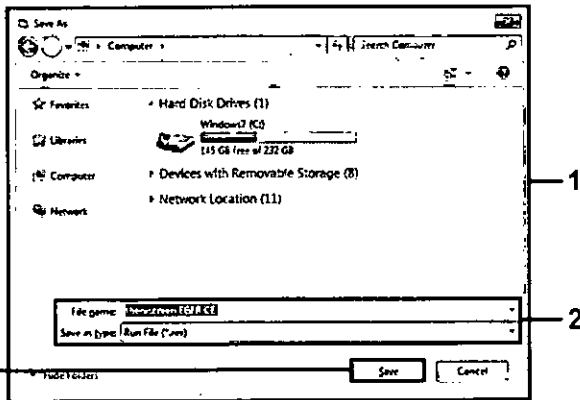 Save As
Computer
Search Computer
Organize
Favorites
Hard Disk Drives (1)
Windows7 (C:)
Libraries
GB free of 232 GB
Computer
Devices with Removable Storage (8)
Network Location (11)
Network
1
File name:
Save as type: Run File (*.
2
Hide Folders
Save
Cancel